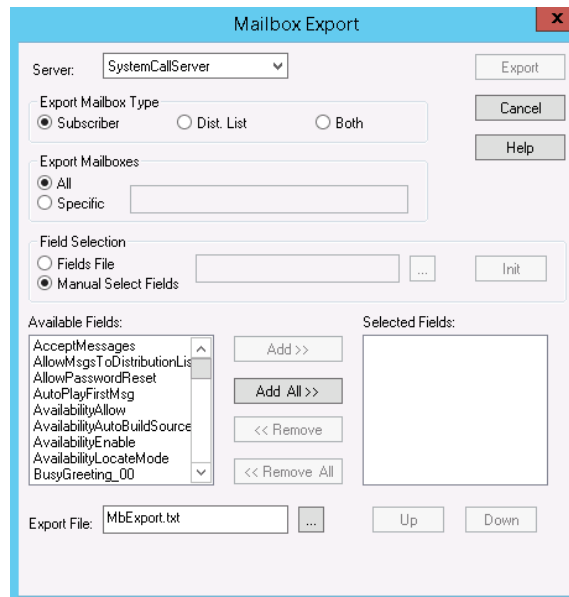 Mailbox Export
x
Server: SystemCallServer
Export
Export Mailbox Type
Subscriber Dist. List Both
Cancel
Help
Export Mailboxes
All
Specific
Field Selection
Fields File
... Init
Manual Select Fields
Available Fields:
AcceptMessages
AllowMsgsToDistributionLis
AllowPasswordReset
AutoPlayFirstMsg
AvailabilityAllow
AvailabilityAutoBuildSource
AvailabilityEnable
AvailabilityLocateMode
BusyGreeting_00
Add >>
Add All >>
<< Remove
<< Remove All
Selected Fields:
Export File: MbExport.txt ...
Up Down